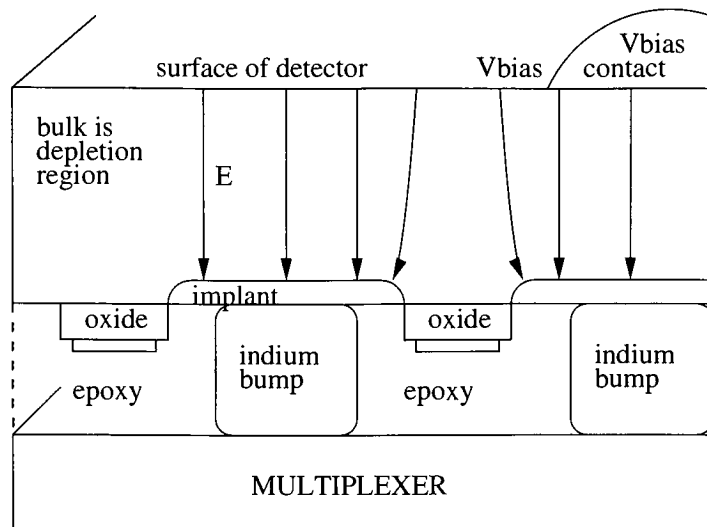 Vbias
contact
surface of detector
Vbias
bulk is
depletion
region
E
implant
oxide
oxide
indium
bump
indium
bump
epoxy
epoxy
MULTIPLEXER